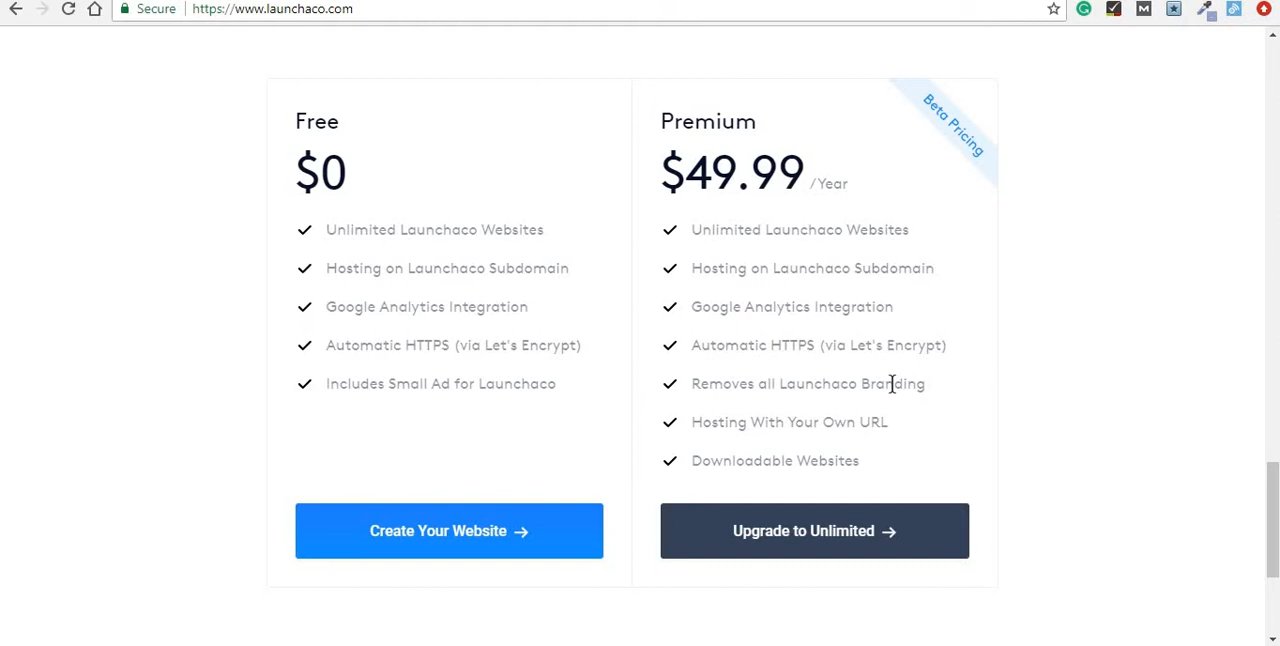 Secure
https://www.launchaco.com
Free
$0
Unlimited Launchaco Websites
Hosting on Launchaco Subdomain
Google Analytics Integration
Automatic HTTPS (via Let's Encrypt)
Includes Small Ad for Launchaco
Create Your Website →
Beta Pricing
Premium
$49.99 /Year
Unlimited Launchaco Websites
Hosting on Launchaco Subdomain
Google Analytics Integration
Automatic HTTPS (via Let's Encrypt)
Removes all Launchaco Branding
Hosting With Your Own URL
Downloadable Websites
Upgrade to Unlimited →